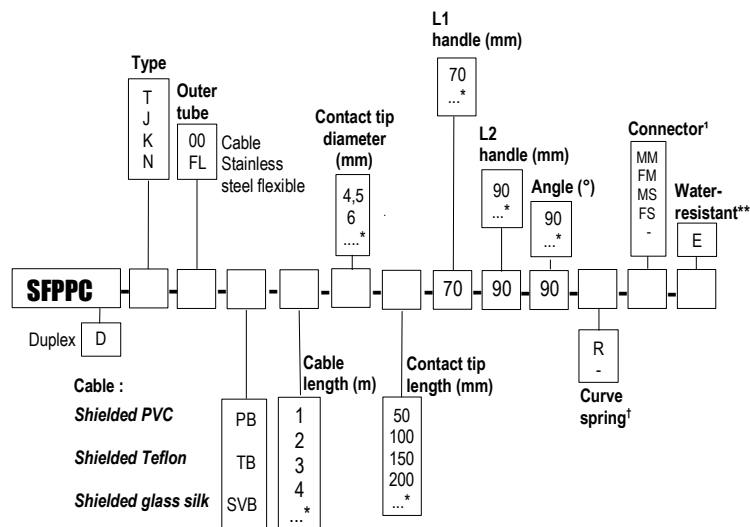 L1
handle (mm)
70
...*
Type
T
J
K
N
Outer
tube
00
FL
Cable
Stainless
steel flexible
Contact tip
diameter
(mm)
4,5
6
....*
L2
handle (mm)
90
...*
Angle (°)
90
...*
Connector¹
MM
FM
MS
FS
-
Water-
resistant**
E
SFPPC - - - - - - - 70 - 90 - 90 - - -
Duplex D
R
-
Curve
spring†
Cable :
Shielded PVC PB
Shielded Teflon TB
Shielded glass silk SVB
Cable
length (m)
1
2
3
4
...*
Contact tip
length (mm)
50
100
150
200
...*